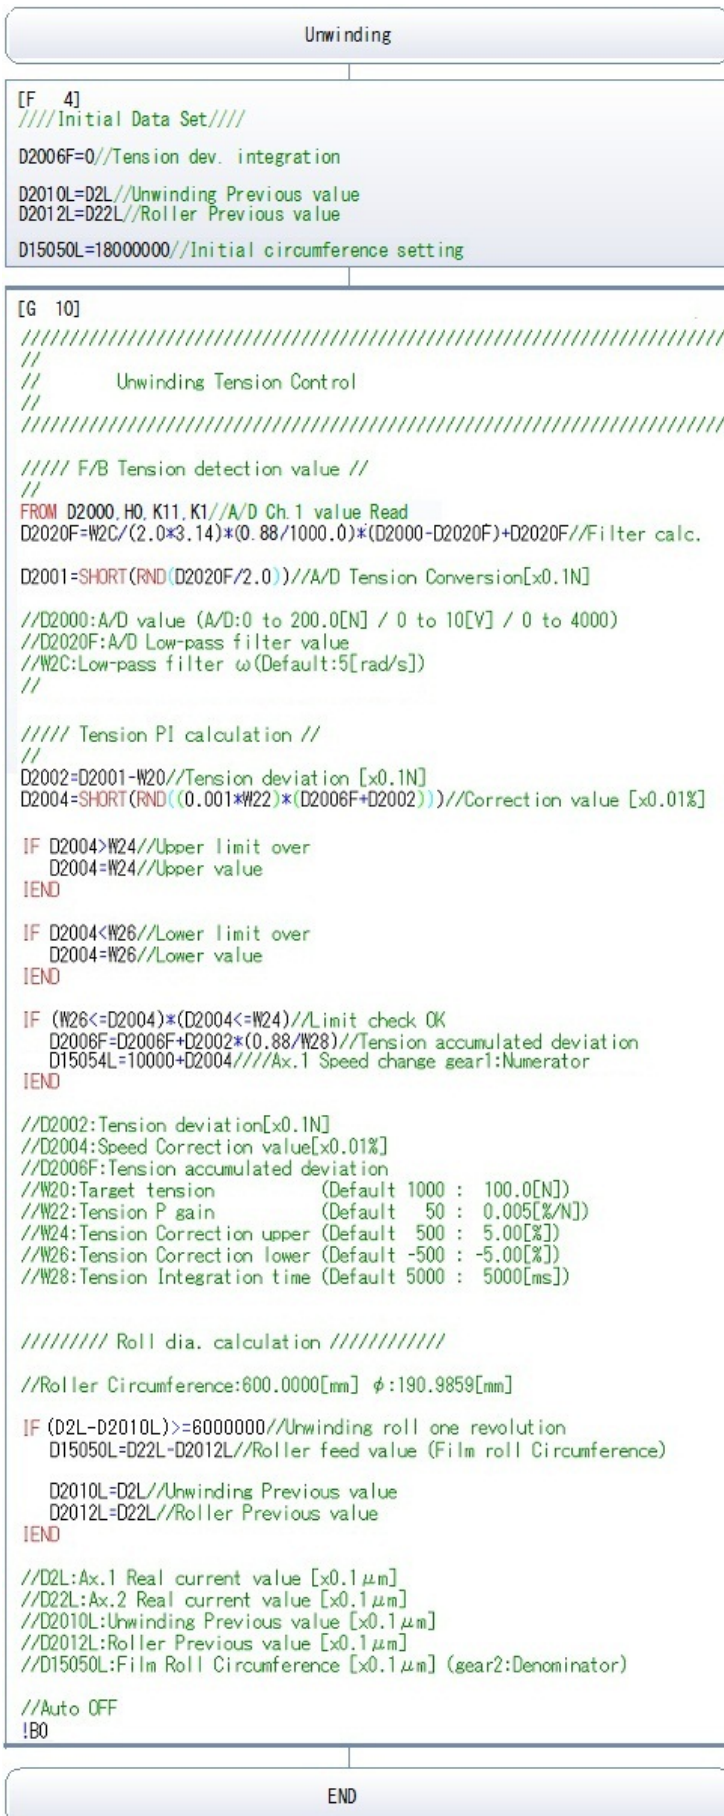 Unwinding
[F   4]
////Initial Data Set////
D2006F=0//Tension dev. integration
D2010L=D2L//Unwinding Previous value
D2012L=D22L//Roller Previous value
D15050L=18000000//Initial circumference setting
[G  10]
////////////////////////////////////////////////////////////////////////
//
//        Unwinding Tension Control
//
////////////////////////////////////////////////////////////////////////
///// F/B Tension detection value //
//
FROM D2000,H0,K11,K1//A/D Ch.1 value Read
D2020F=W2C/(2.0*3.14)*(0.88/1000.0)*(D2000-D2020F)+D2020F//Filter calc.
D2001=SHORT(RND(D2020F/2.0))//A/D Tension Conversion[x0.1N]
//D2000:A/D value (A/D:0 to 200.0[N] / 0 to 10[V] / 0 to 4000)
//D2020F:A/D Low-pass filter value
//W2C:Low-pass filter ω(Default:5[rad/s])
//
///// Tension PI calculation //
//
D2002=D2001-W20//Tension deviation [x0.1N]
D2004=SHORT(RND((0.001*W22)*(D2006F+D2002)))//Correction value [x0.01%]
IF D2004>W24//Upper limit over
   D2004=W24//Upper value
IEND
IF D2004<W26//Lower limit over
   D2004=W26//Lower value
IEND
IF (W26<=D2004)*(D2004<=W24)//Limit check OK
   D2006F=D2006F+D2002*(0.88/W28)//Tension accumulated deviation
   D15054L=10000+D2004////Ax.1 Speed change gear1:Numerator
IEND
//D2002:Tension deviation[x0.1N]
//D2004:Speed Correction value[x0.01%]
//D2006F:Tension accumulated deviation
//W20:Target tension           (Default 1000 :  100.0[N])
//W22:Tension P gain           (Default   50 :  0.005[%/N])
//W24:Tension Correction upper (Default  500 :  5.00[%])
//W26:Tension Correction lower (Default -500 : -5.00[%])
//W28:Tension Integration time (Default 5000 :  5000[ms])
///////// Roll dia. calculation ////////////
//Roller Circumference:600.0000[mm] φ:190.9859[mm]
IF(D2L-D2010L)>=6000000//Unwinding roll one revolution
   D15050L=D22L-D2012L//Roller feed value (Film roll Circumference)
   D2010L=D2L//Unwinding Previous value
   D2012L=D22L//Roller Previous value
IEND
//D2L:Ax.1 Real current value [x0.1μm]
//D22L:Ax.2 Real current value [x0.1μm]
//D2010L:Unwinding Previous value [x0.1μm]
//D2012L:Roller Previous value [x0.1μm]
//D15050L:Film Roll Circumference [x0.1μm] (gear2:Denominator)
//Auto OFF
!B0
END